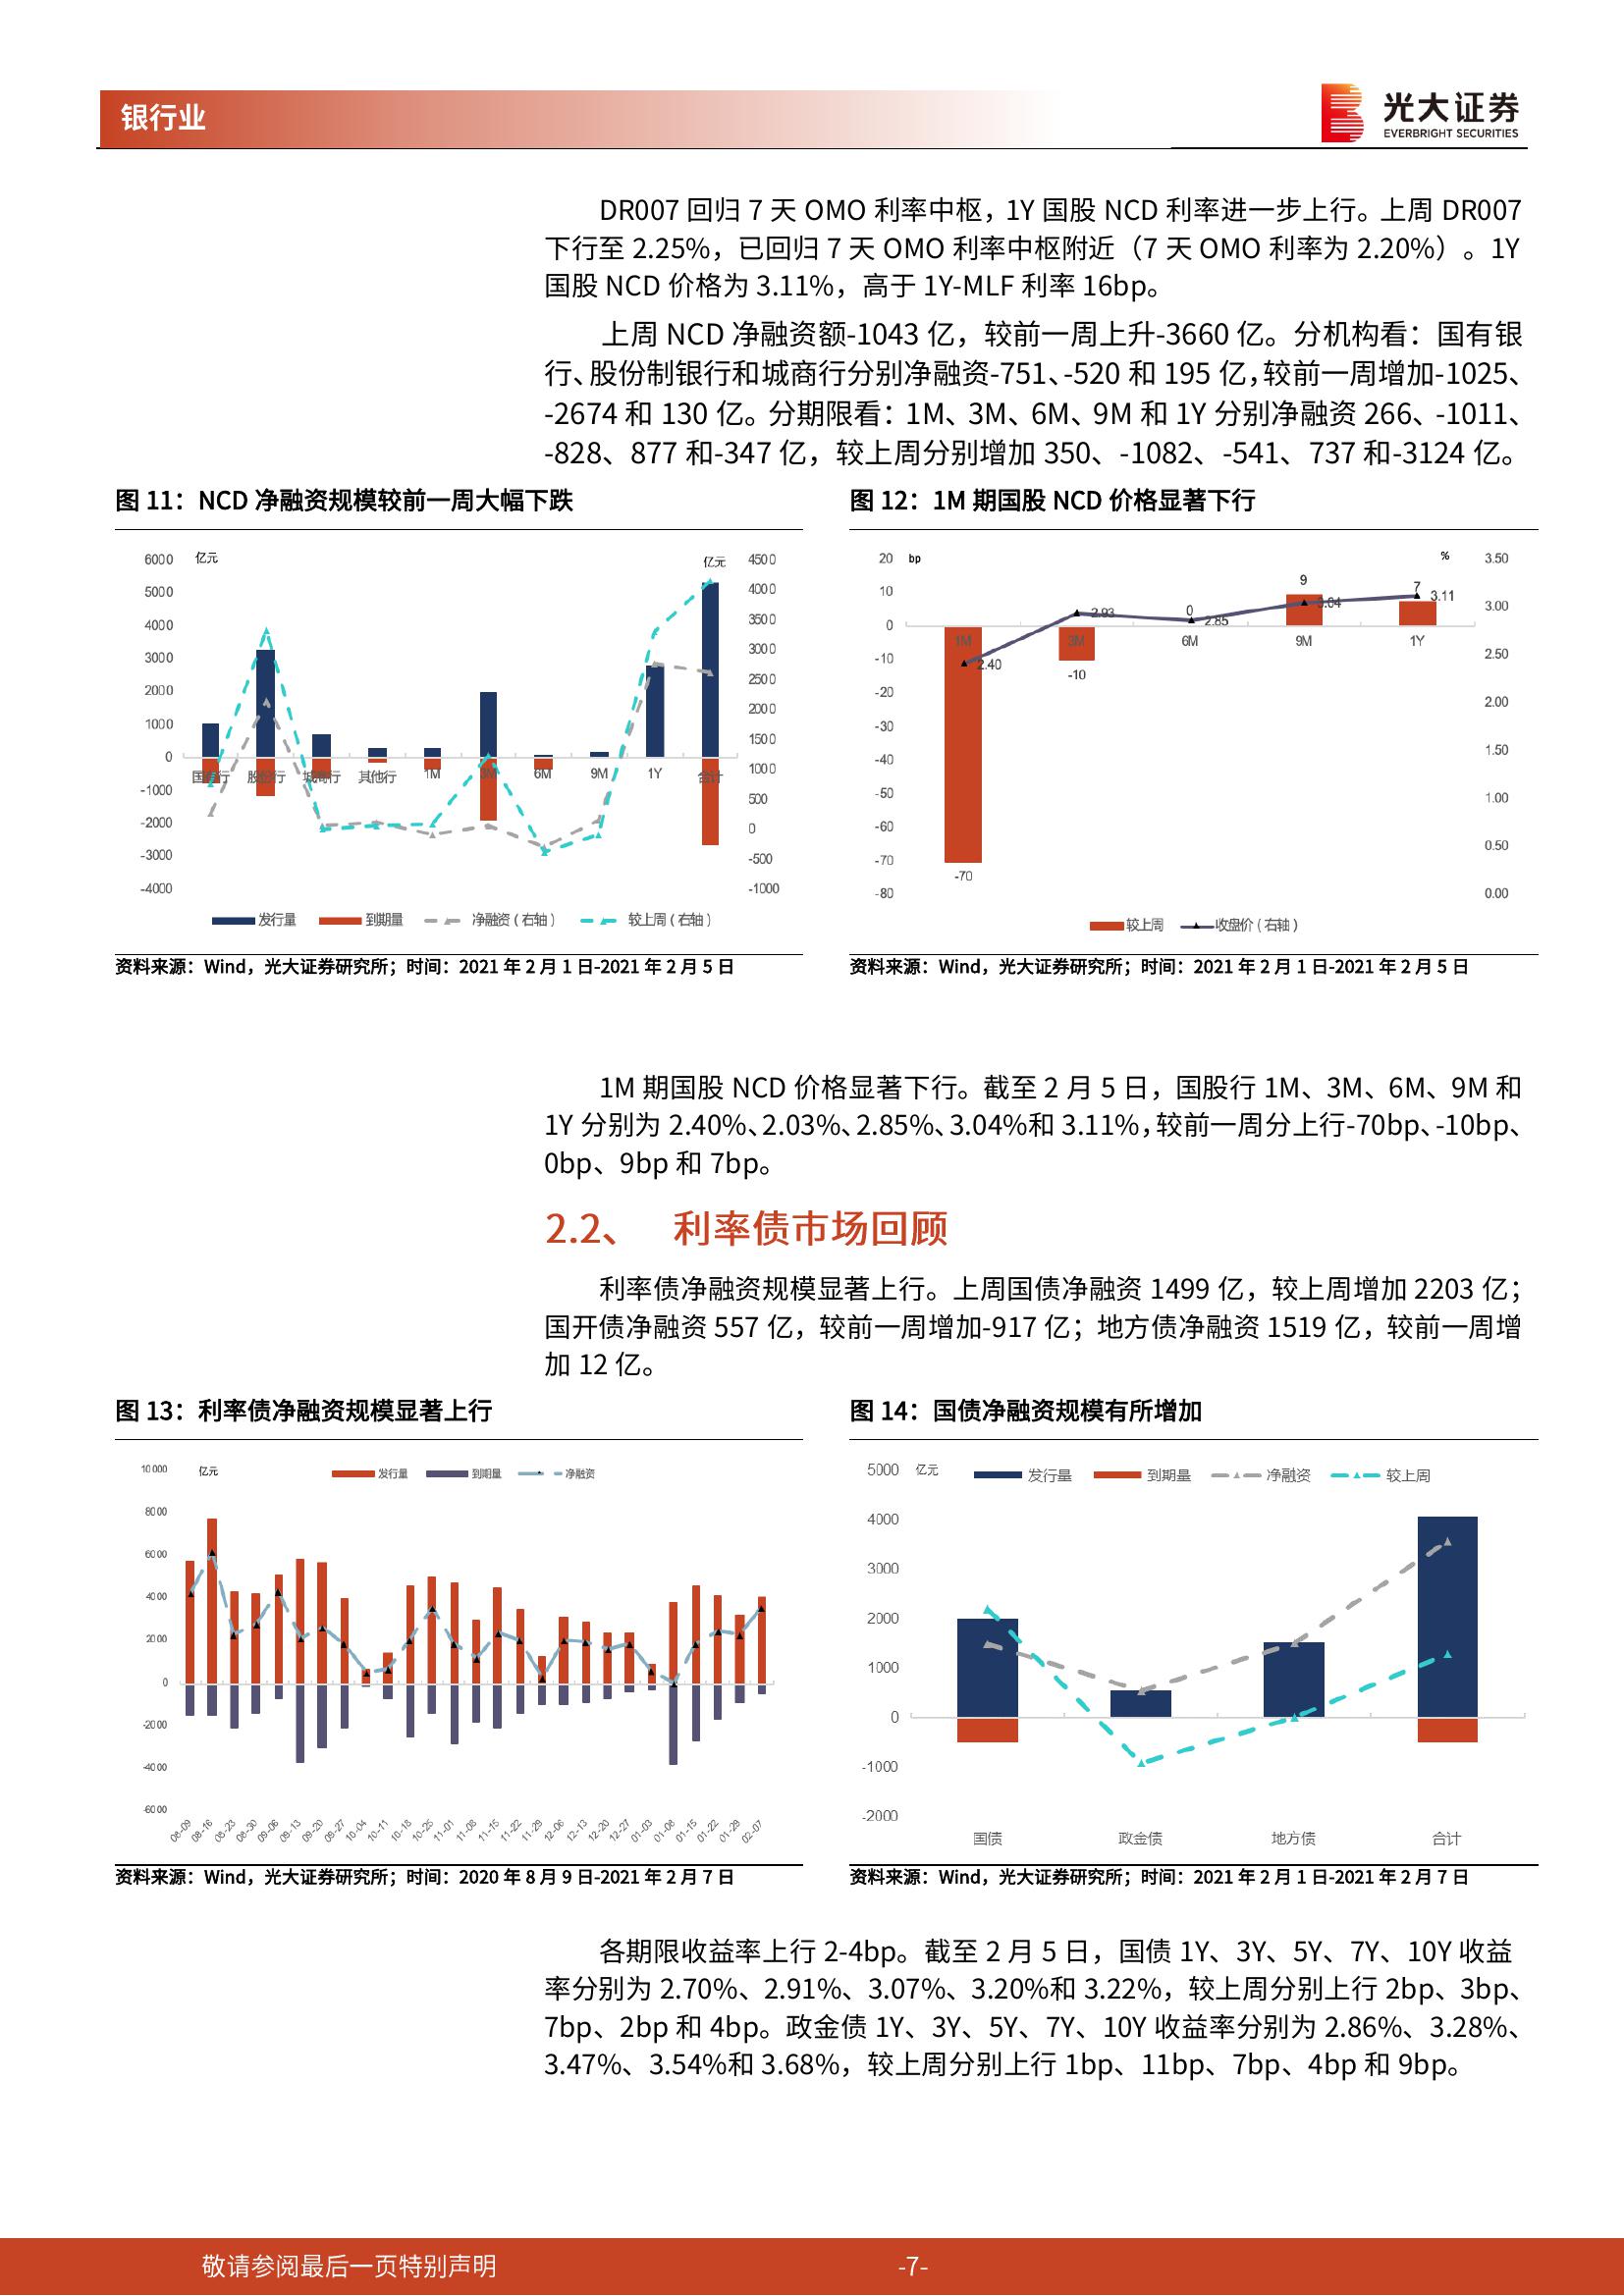 银行业
光大证券
EVERBRIGHT SECURITIES
DR007 回归 7 天 OMO 利率中枢，1Y 国股 NCD 利率进一步上行。上周 DR007
下行至 2.25%，已回归 7 天 OMO 利率中枢附近（7 天 OMO 利率为 2.20%）。1Y
国股 NCD 价格为 3.11%，高于 1Y-MLF 利率 16bp。
上周 NCD 净融资额-1043 亿，较前一周上升-3660 亿。分机构看：国有银
行、股份制银行和城商行分别净融资-751、-520 和 195 亿，较前一周增加-1025、
-2674 和 130 亿。分期限看：1M、3M、6M、9M 和 1Y 分别净融资 266、-1011、
-828、877 和-347 亿，较上周分别增加 350、-1082、-541、737 和-3124 亿。
图 11：NCD 净融资规模较前一周大幅下跌
6000
5000
4000
3000
2000
1000
0
-1000
-2000
-3000
-4000
亿元
亿元
4500
4000
3500
3000
2500
2000
1500
1000
500
0
-500
-1000
国有行 股份行 城商行 其他行 1M 3M 6M 9M 1Y 合计
发行量 到期量 净融资（右轴） 较上周（右轴）
资料来源：Wind，光大证券研究所；时间：2021 年 2 月 1 日-2021 年 2 月 5 日
图 12：1M 期国股 NCD 价格显著下行
20
10
0
-10
-20
-30
-40
-50
-60
-70
-80
bp
%
3.50
3.00
2.50
2.00
1.50
1.00
0.50
0.00
9
0
7
2.93
2.85
3.04
3.11
1M 3M 6M 9M 1Y
2.40
-10
-70
较上周 收盘价（右轴）
资料来源：Wind，光大证券研究所；时间：2021 年 2 月 1 日-2021 年 2 月 5 日
1M 期国股 NCD 价格显著下行。截至 2 月 5 日，国股行 1M、3M、6M、9M 和
1Y 分别为 2.40%、2.03%、2.85%、3.04%和 3.11%，较前一周分上行-70bp、-10bp、
0bp、9bp 和 7bp。
2.2、 利率债市场回顾
利率债净融资规模显著上行。上周国债净融资 1499 亿，较上周增加 2203 亿；
国开债净融资 557 亿，较前一周增加-917 亿；地方债净融资 1519 亿，较前一周增
加 12 亿。
图 13：利率债净融资规模显著上行
10000
8000
6000
4000
2000
0
-2000
-4000
-6000
亿元
发行量 到期量 净融资
08-09 08-16 08-23 08-30 09-06 09-13 09-20 09-27 10-04 10-11 10-18 10-25 11-01 11-08 11-15 11-22 11-29 12-06 12-13 12-20 12-27 01-03 01-08 01-15 01-22 01-29 02-07
资料来源：Wind，光大证券研究所；时间：2020 年 8 月 9 日-2021 年 2 月 7 日
图 14：国债净融资规模有所增加
5000
4000
3000
2000
1000
0
-1000
-2000
亿元
发行量 到期量 净融资 较上周
国债 政金债 地方债 合计
资料来源：Wind，光大证券研究所；时间：2021 年 2 月 1 日-2021 年 2 月 7 日
各期限收益率上行 2-4bp。截至 2 月 5 日，国债 1Y、3Y、5Y、7Y、10Y 收益
率分别为 2.70%、2.91%、3.07%、3.20%和 3.22%，较上周分别上行 2bp、3bp、
7bp、2bp 和 4bp。政金债 1Y、3Y、5Y、7Y、10Y 收益率分别为 2.86%、3.28%、
3.47%、3.54%和 3.68%，较上周分别上行 1bp、11bp、7bp、4bp 和 9bp。
敬请参阅最后一页特别声明
-7-